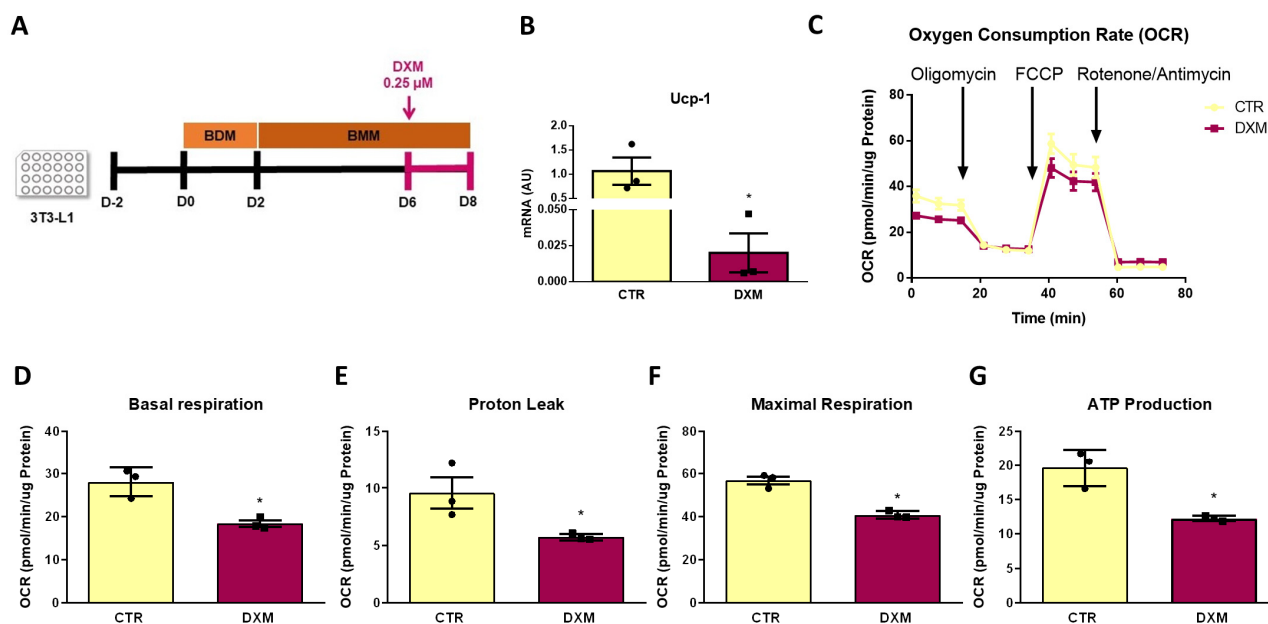 A
DXM
0.25 µM
BDM
BMM
D-2
D0
D2
D6
D8
3T3-L1
B
Ucp-1
mRNA (AU)
2.0
1.5
1.0
0.5
0.050
0.025
0.000
CTR
DXM
*
C
Oxygen Consumption Rate (OCR)
Oligomycin
FCCP
Rotenone/Antimycin
OCR (pmol/min/ug Protein)
80
60
40
20
0
0
20
40
60
80
Time (min)
CTR
DXM
D
Basal respiration
OCR (pmol/min/ug Protein)
40
30
20
10
0
CTR
DXM
*
E
Proton Leak
OCR (pmol/min/ug Protein)
15
10
5
0
CTR
DXM
*
F
Maximal Respiration
OCR (pmol/min/ug Protein)
80
60
40
20
0
CTR
DXM
*
G
ATP Production
OCR (pmol/min/ug Protein)
25
20
15
10
5
0
CTR
DXM
*